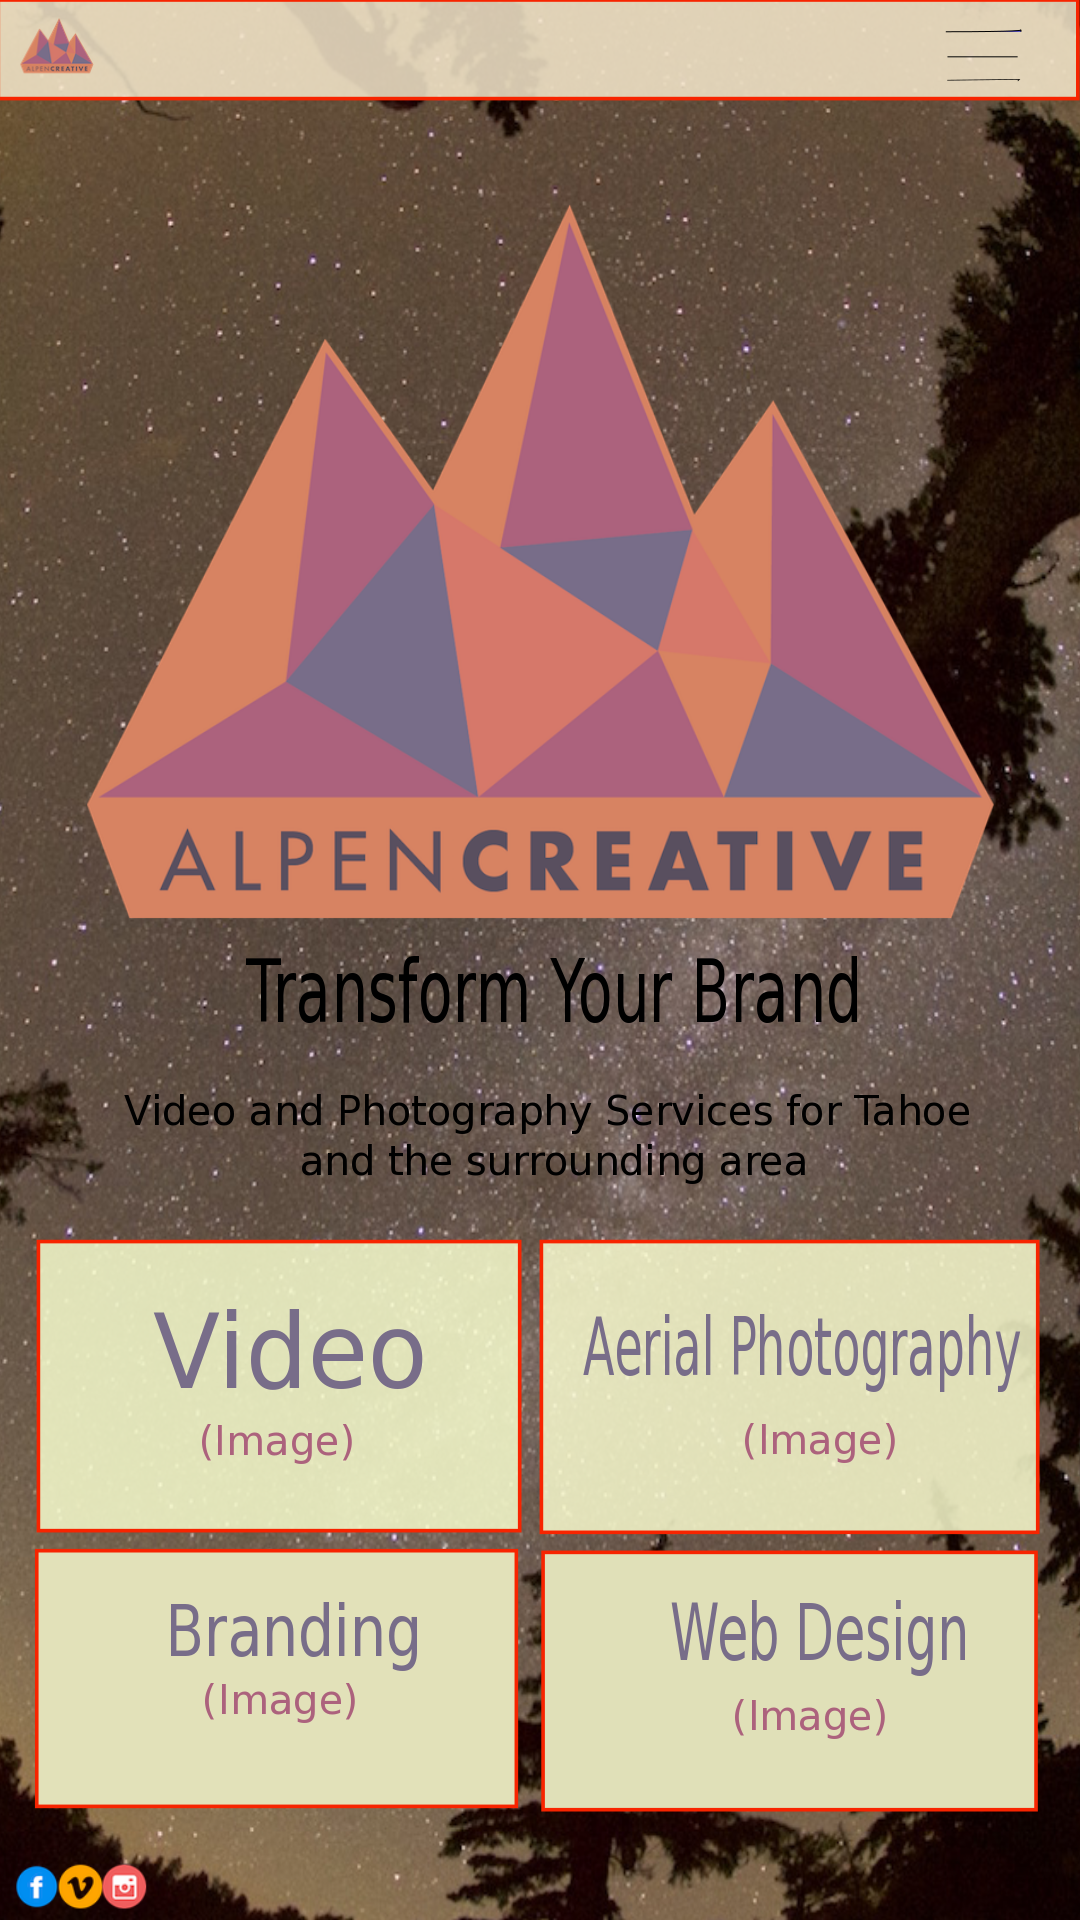 ALPENCREATIVE
ALPENCREATIVE
Transform Your Brand
Video and Photography Services for Tahoe
and the surrounding area
Video
(Image)
Aerial Photography
(Image)
Branding
(Image)
Web Design
(Image)